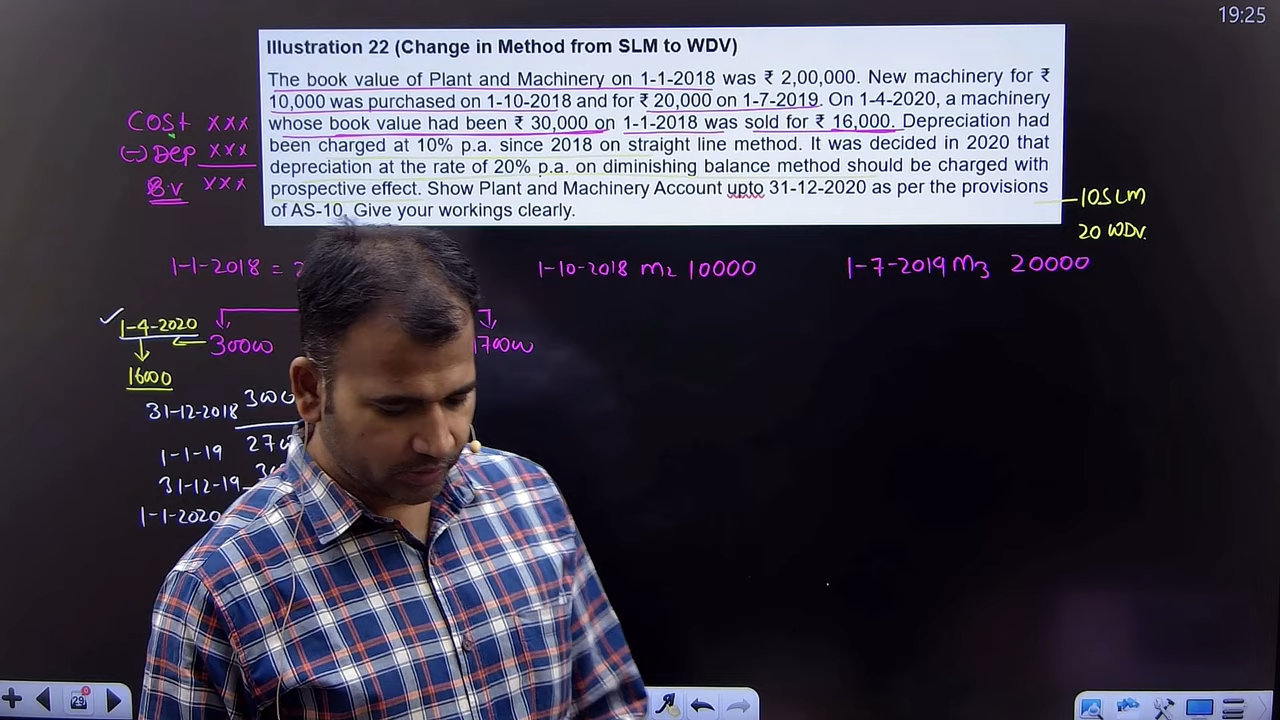 19:25
Illustration 22 (Change in Method from SLM to WDV)
The book value of Plant and Machinery on 1-1-2018 was ₹ 2,00,000. New machinery for ₹
10,000 was purchased on 1-10-2018 and for ₹ 20,000 on 1-7-2019. On 1-4-2020, a machinery
whose book value had been ₹ 30,000 on 1-1-2018 was sold for ₹ 16,000. Depreciation had
been charged at 10% p.a. since 2018 on straight line method. It was decided in 2020 that
depreciation at the rate of 20% p.a. on diminishing balance method should be charged with
prospective effect. Show Plant and Machinery Account upto 31-12-2020 as per the provisions
of AS-10. Give your workings clearly.
Cost xxx
(-) Dep xxx
B.V xxx
10 SLM
20 WDV.
1-1-2018 = 2
1-10-2018 M2 10000
1-7-2019 M3 20000
1-4-2020
30000
16000
31-12-2018 3000
1-1-19
31-12-19
1-1-2020
29